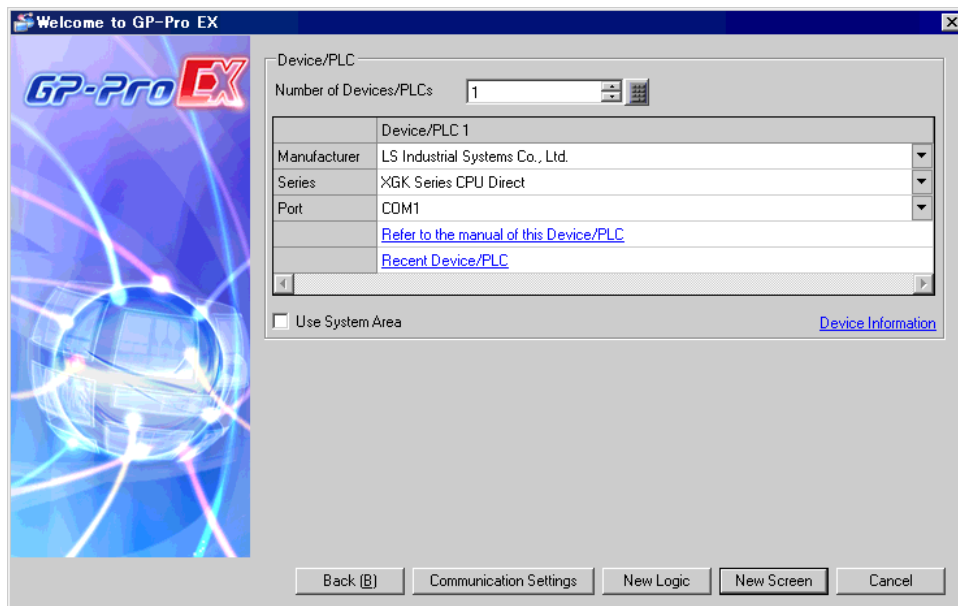 Welcome to GP-Pro EX
GP-Pro EX
Device/PLC
Number of Devices/PLCs 1
Device/PLC 1
Manufacturer LS Industrial Systems Co., Ltd.
Series XGK Series CPU Direct
Port COM1
Refer to the manual of this Device/PLC
Recent Device/PLC
Use System Area Device Information
Back (B) Communication Settings New Logic New Screen Cancel